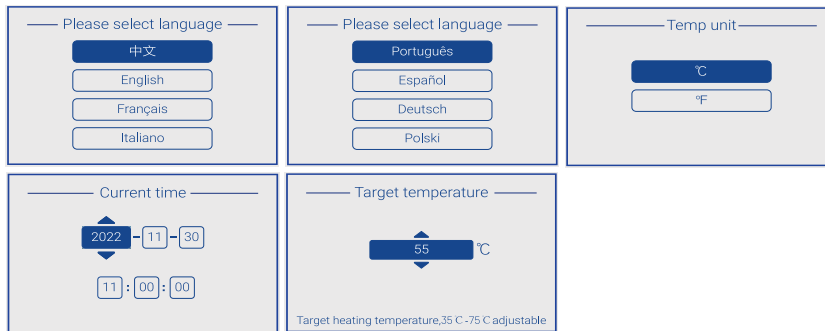 Please select language
中文
English
Français
Italiano
Please select language
Português
Español
Deutsch
Polski
Temp unit
℃
℉
Current time
2022 - 11 - 30
11 : 00 : 00
Target temperature
55 ℃
Target heating temperature,35℃-75℃ adjustable